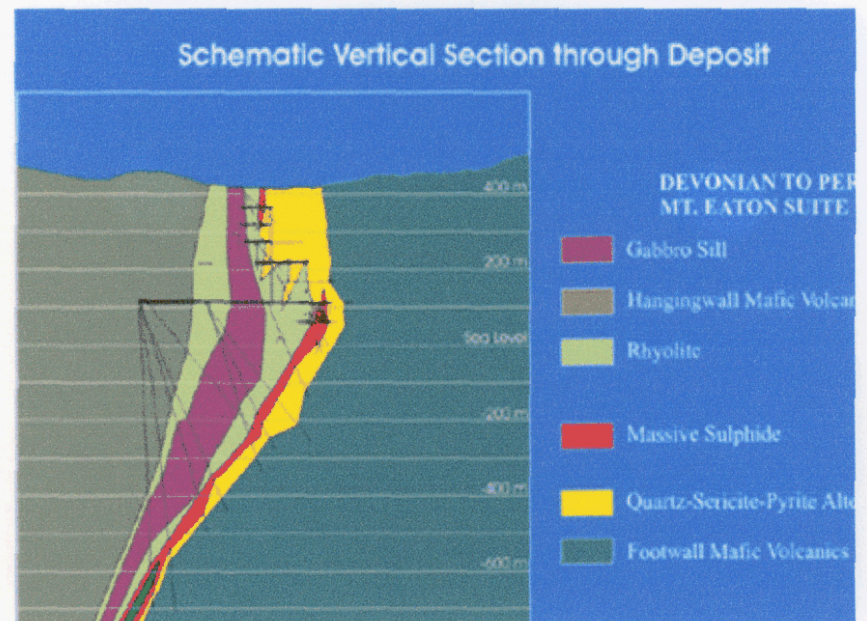 Schematic Vertical Section through Deposit
DEVONIAN TO PER
MT. EATON SUITE
400 m
Gabbro Sill
200 m
Hangingwall Mafic Volcan
Sea Level
Rhyolite
-200 m
Massive Sulphide
-400 m
Quartz-Sericite-Pyrite Alte
Footwall Mafic Volcanics
-600 m